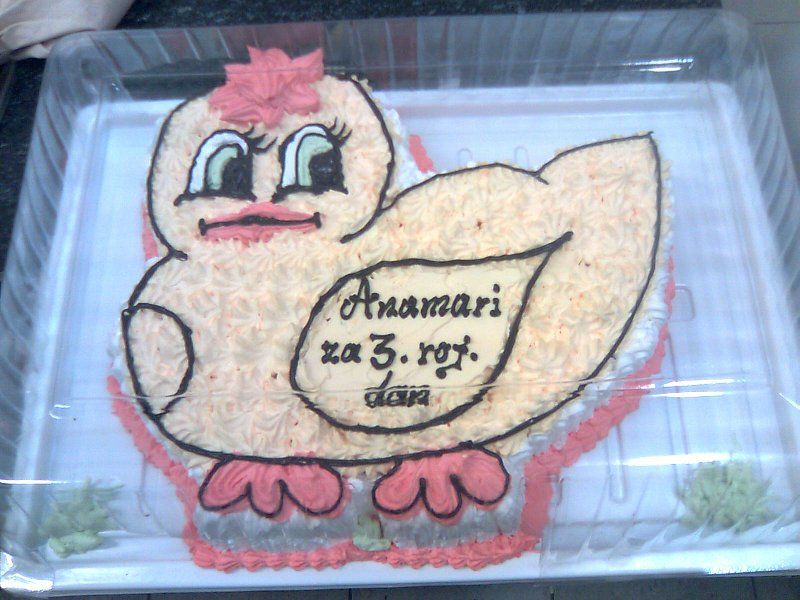 Anamari
za 3. roj.
dan